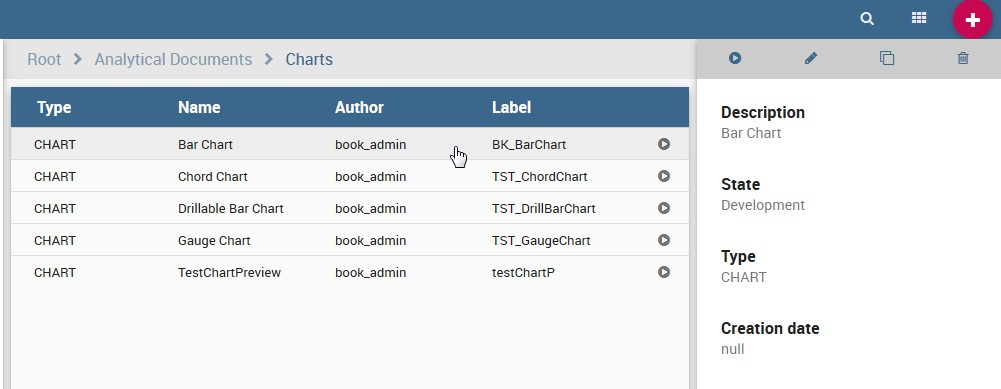 Root > Analytical Documents > Charts
Type Name Author Label
CHART Bar Chart book_admin BK_BarChart
CHART Chord Chart book_admin TST_ChordChart
CHART Drillable Bar Chart book_admin TST_DrillBarChart
CHART Gauge Chart book_admin TST_GaugeChart
CHART TestChartPreview book_admin testChartP
Description
Bar Chart
State
Development
Type
CHART
Creation date
null